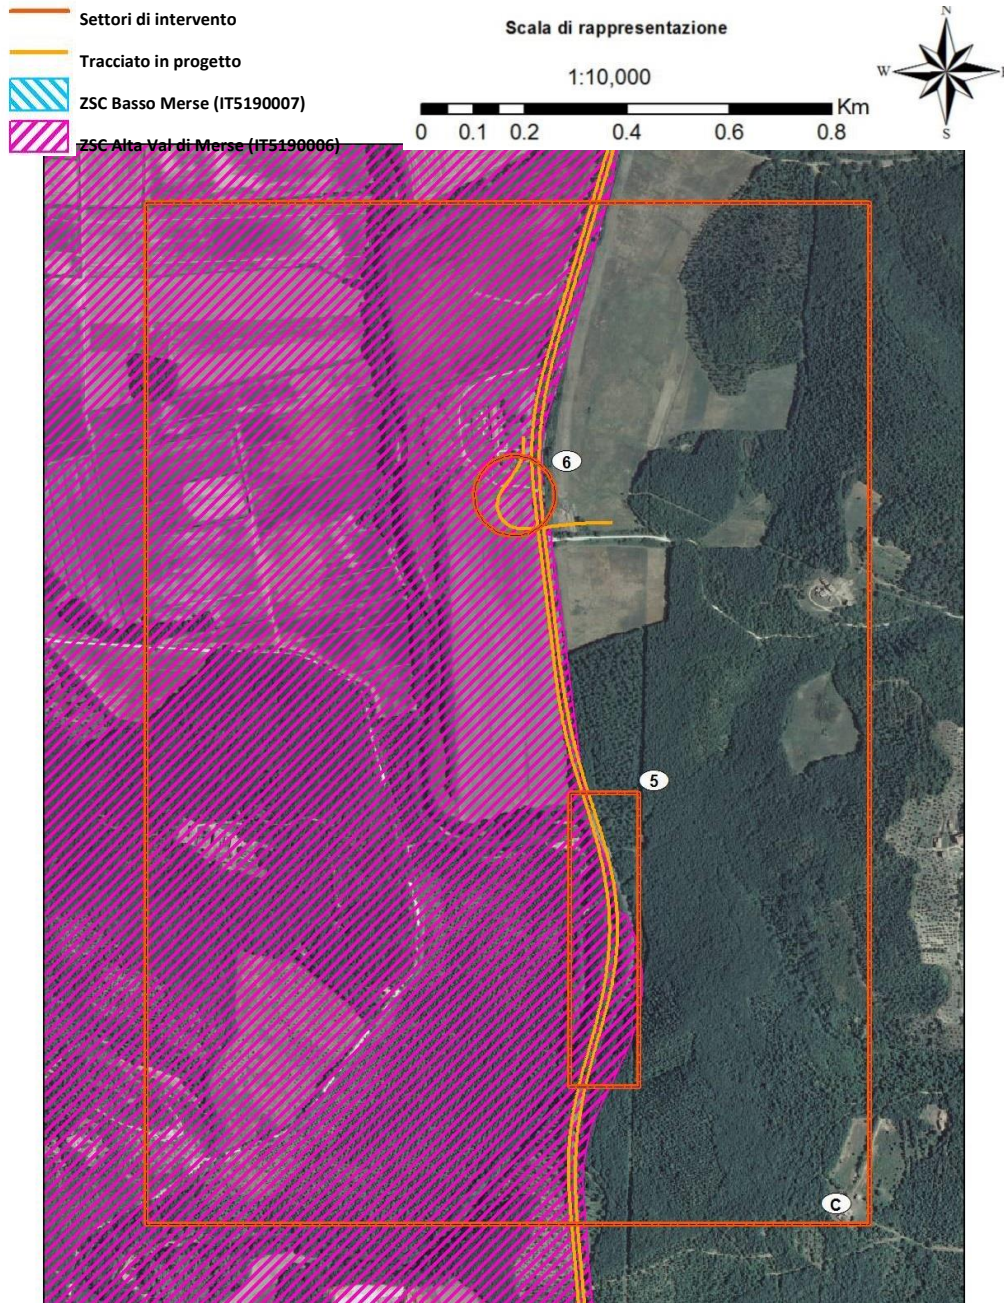 Settori di intervento
Tracciato in progetto
ZSC Basso Merse (IT5190007)
ZSC Alta Val di Merse (IT5190006)
Scala di rappresentazione
1:10,000
Km
0 0.1 0.2 0.4 0.6 0.8
N
W E
S
6
5
C